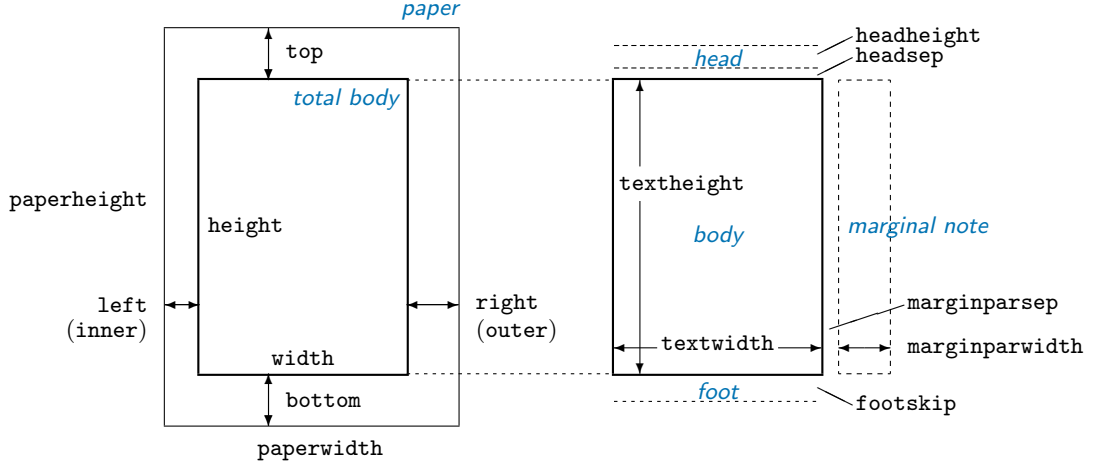 paper
top
total body
paperheight
height
left
(inner)
right
(outer)
width
bottom
paperwidth
headheight
head
headsep
textheight
body
marginal note
marginparsep
textwidth
marginparwidth
foot
footskip